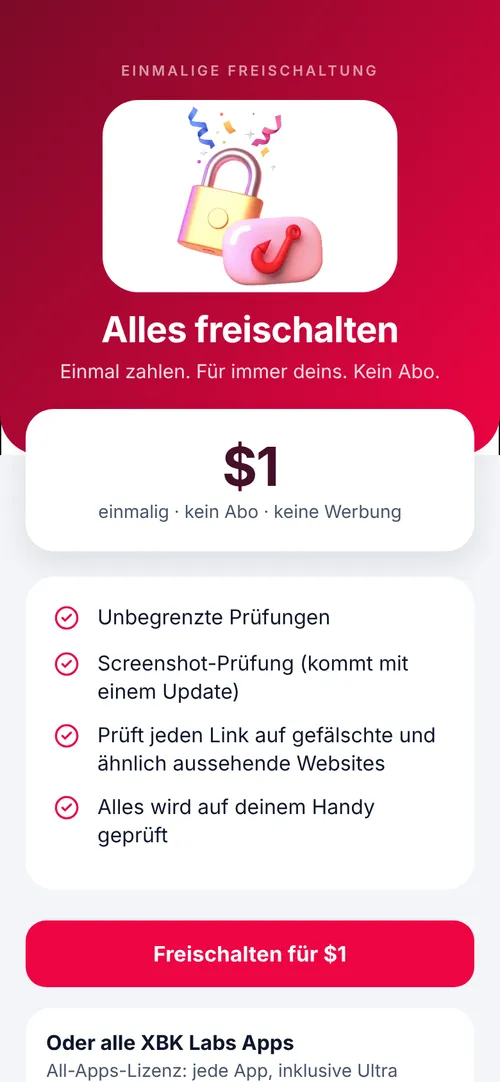 EINMALIGE FREISCHALTUNG
Alles freischalten
Einmal zahlen. Für immer deins. Kein Abo.
$1
einmalig · kein Abo · keine Werbung
Unbegrenzte Prüfungen
Screenshot-Prüfung (kommt mit
einem Update)
Prüft jeden Link auf gefälschte und
ähnlich aussehende Websites
Alles wird auf deinem Handy
geprüft
Freischalten für $1
Oder alle XBK Labs Apps
All-Apps-Lizenz: jede App, inklusive Ultra